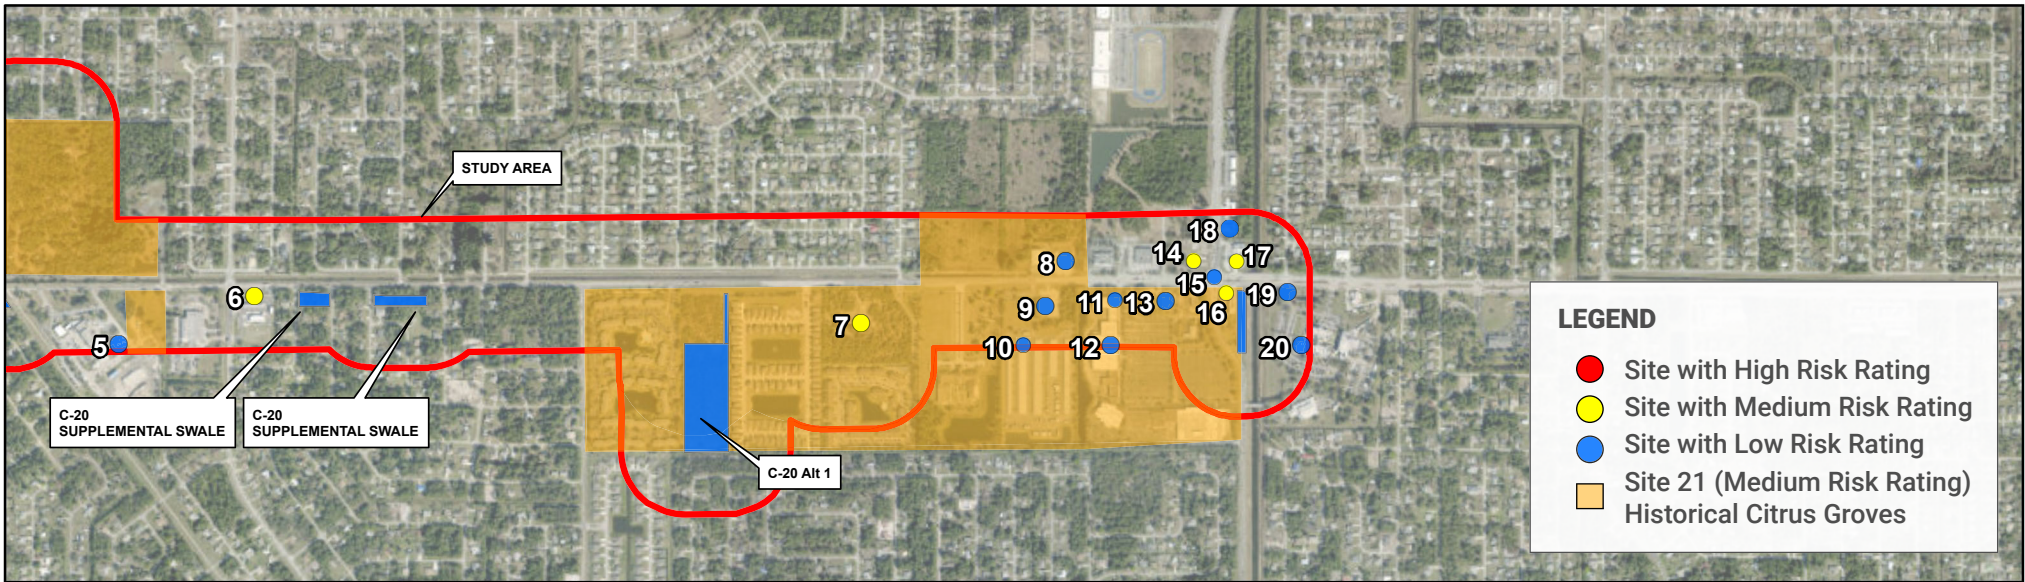 STUDY AREA
18
14
17
8
15
6
19
9
11
13
16
7
5
10
12
20
C-20
SUPPLEMENTAL SWALE
C-20
SUPPLEMENTAL SWALE
C-20 Alt 1
LEGEND
Site with High Risk Rating
Site with Medium Risk Rating
Site with Low Risk Rating
Site 21 (Medium Risk Rating)
Historical Citrus Groves